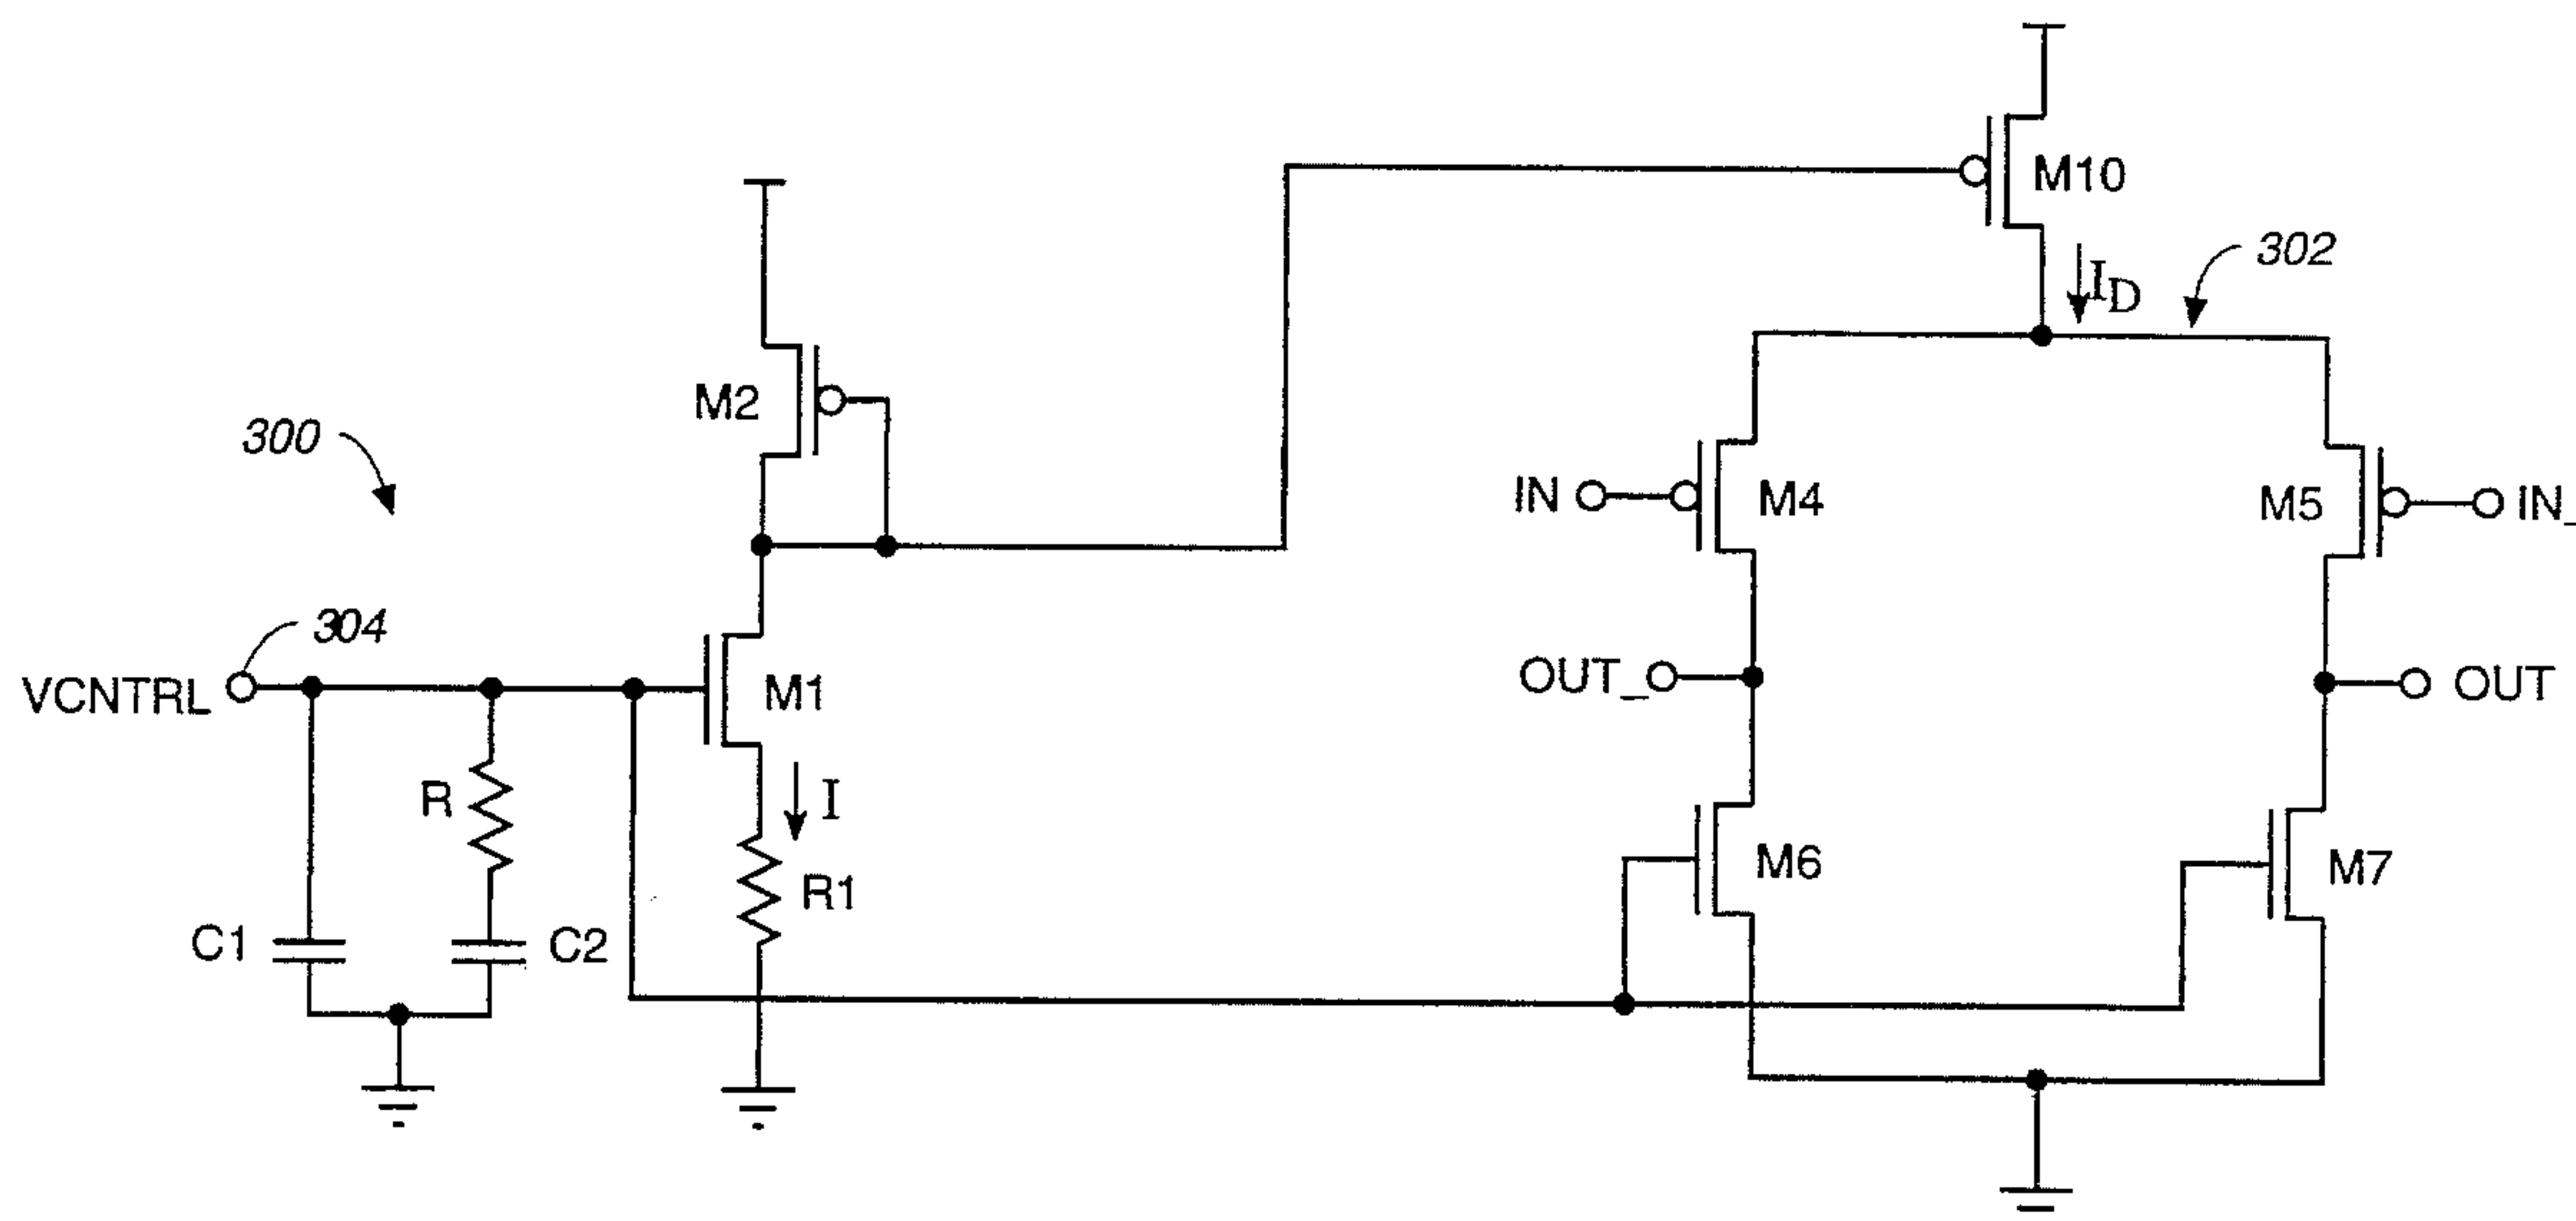 M10
302
I_D
M2
300
IN
M4
M5
IN_
304
VCNTRL
M1
OUT_
OUT
R
I
R1
M6
M7
C1
C2